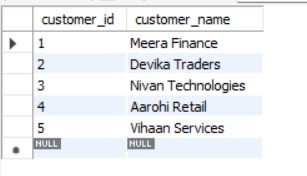 customer_id customer_name
1 Meera Finance
2 Devika Traders
3 Nivan Technologies
4 Aarohi Retail
5 Vihaan Services
NULL NULL